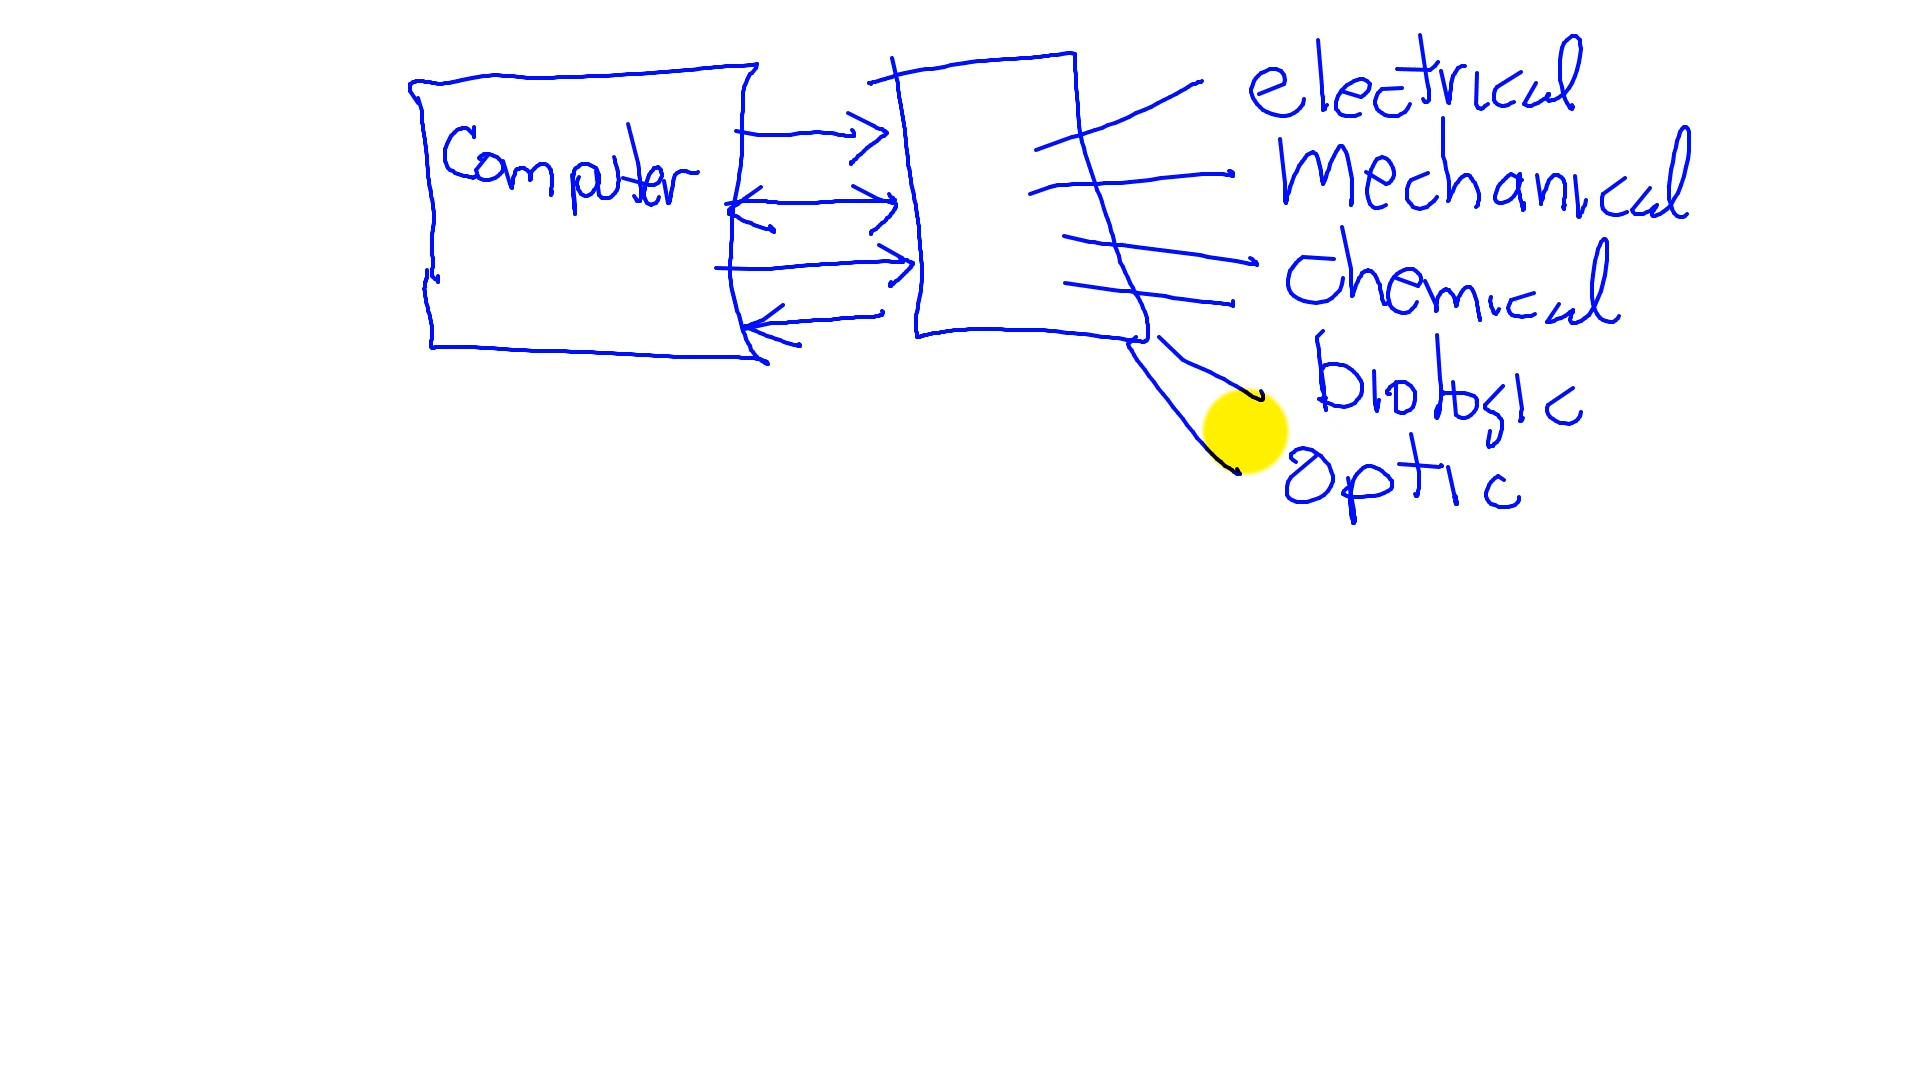 Computer
electrical
Mechanical
Chemical
biologic
optic